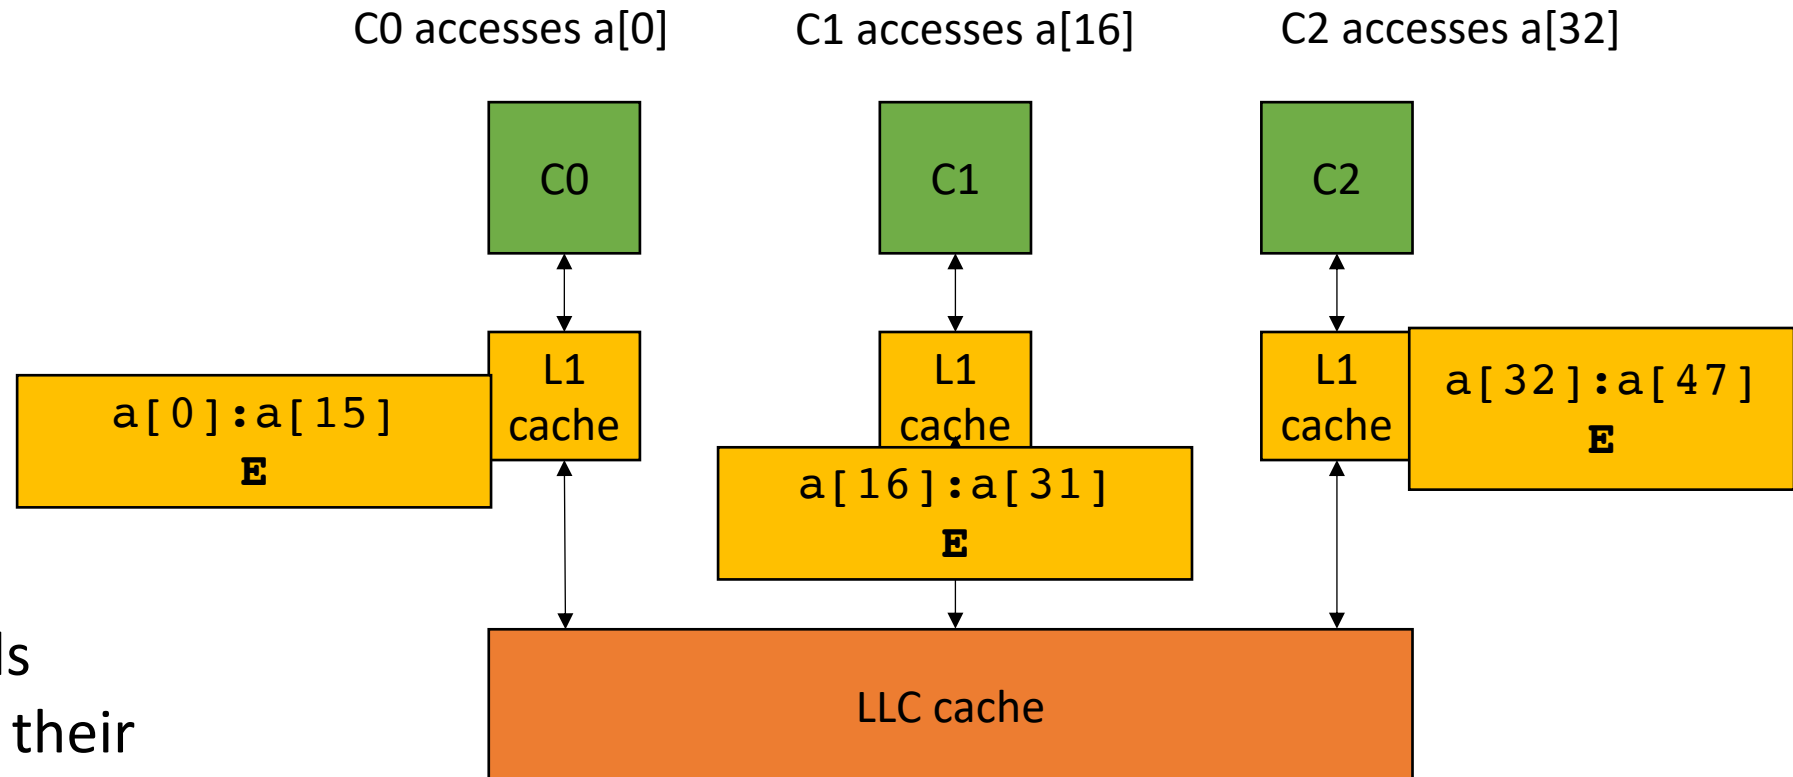 C0 accesses a[0]
C1 accesses a[16]
C2 accesses a[32]
C0
C1
C2
L1
cache
L1
cache
L1
cache
a[0]:a[15]
E
a[16]:a[31]
E
a[32]:a[47]
E
their
LLC cache